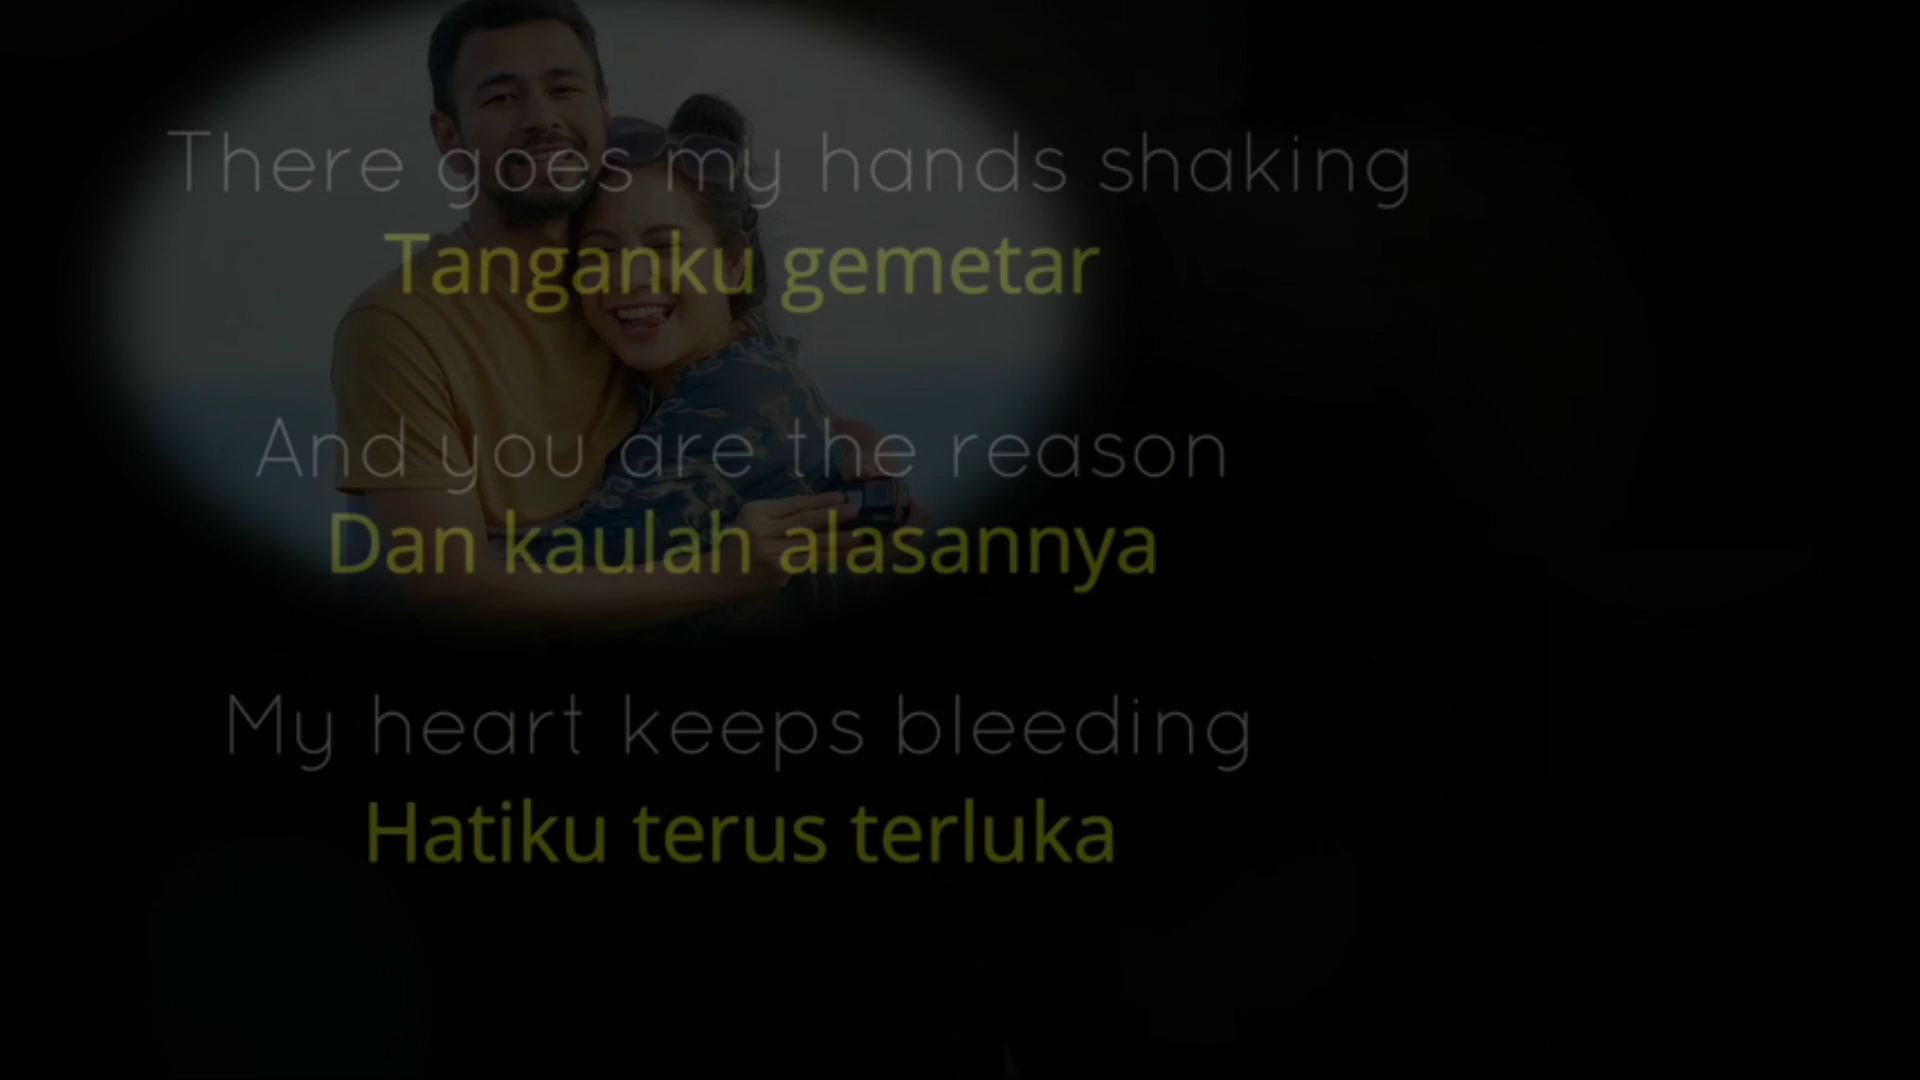 There goes my hands shaking
Tanganku gemetar
And you are the reason
Dan kaulah alasannya
My heart keeps bleeding
Hatiku terus terluka